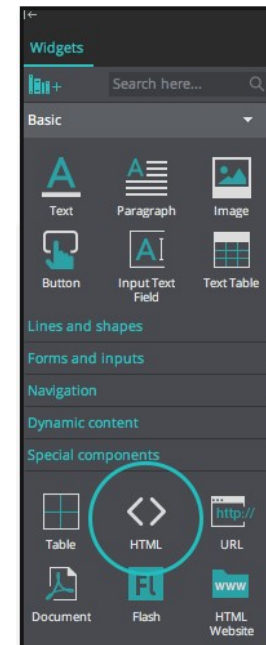 Widgets
Search here...
Basic
A A
Text Paragraph Image
A
Button Input Text Field Text Table
Lines and shapes
Forms and inputs
Navigation
Dynamic content
Special components
http://
Table HTML URL
Fl www
Document Flash HTML Website